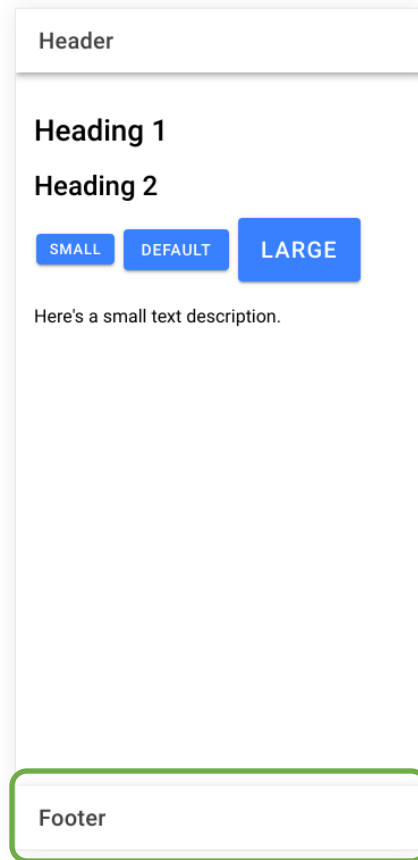 Header
Heading 1
Heading 2
SMALL DEFAULT LARGE
Here's a small text description.
Footer